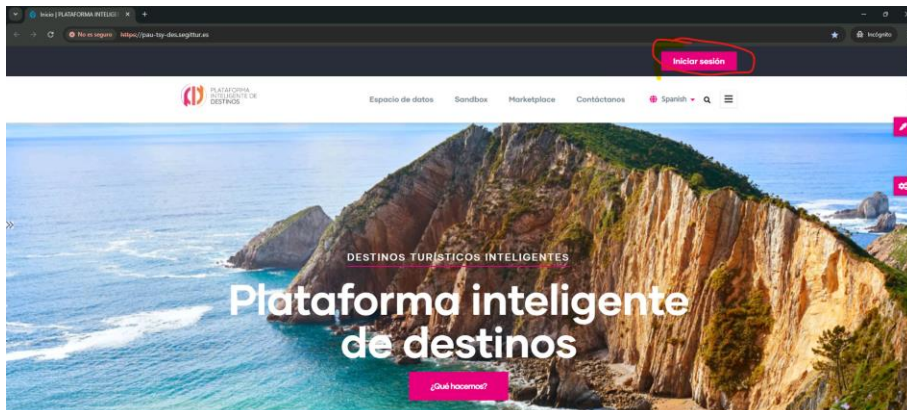 Inicio | PLATAFORMA INTELIG
No es seguro https://pau-tsy-des.segittur.es
Incógnito
Iniciar sesión
PLATAFORMA
INTELIGENTE DE
DESTINOS
Espacio de datos Sandbox Marketplace Contáctanos Spanish
DESTINOS TURÍSTICOS INTELIGENTES
Plataforma inteligente
de destinos
¿Qué hacemos?